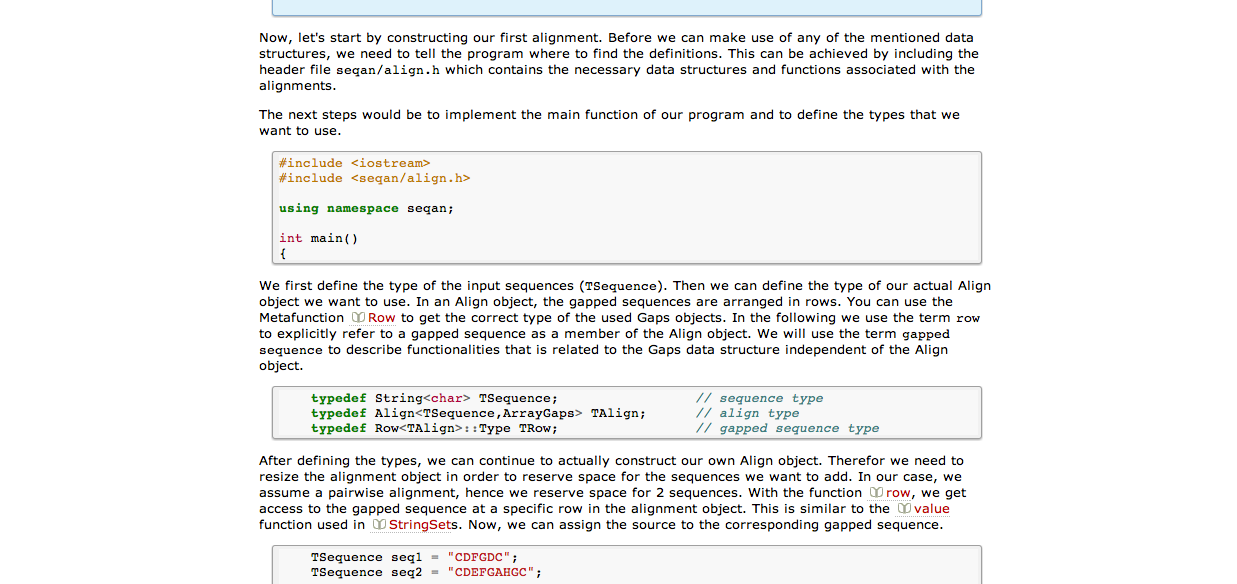 Now, let's start by constructing our first alignment. Before we can make use of any of the mentioned data
structures, we need to tell the program where to find the definitions. This can be achieved by including the
header file seqan/align.h which contains the necessary data structures and functions associated with the
alignments.
The next steps would be to implement the main function of our program and to define the types that we
want to use.
#include <iostream>
#include <seqan/align.h>
using namespace seqan;
int main()
{
We first define the type of the input sequences (TSequence). Then we can define the type of our actual Align
object we want to use. In an Align object, the gapped sequences are arranged in rows. You can use the
Metafunction Row to get the correct type of the used Gaps objects. In the following we use the term row
to explicitly refer to a gapped sequence as a member of the Align object. We will use the term gapped
sequence to describe functionalities that is related to the Gaps data structure independent of the Align
object.
typedef String<char> TSequence; // sequence type
typedef Align<TSequence,ArrayGaps> TAlign; // align type
typedef Row<TAlign>::Type TRow; // gapped sequence type
After defining the types, we can continue to actually construct our own Align object. Therefor we need to
resize the alignment object in order to reserve space for the sequences we want to add. In our case, we
assume a pairwise alignment, hence we reserve space for 2 sequences. With the function row, we get
access to the gapped sequence at a specific row in the alignment object. This is similar to the value
function used in StringSets. Now, we can assign the source to the corresponding gapped sequence.
TSequence seq1 = "CDFGDC";
TSequence seq2 = "CDEFGAHGC";